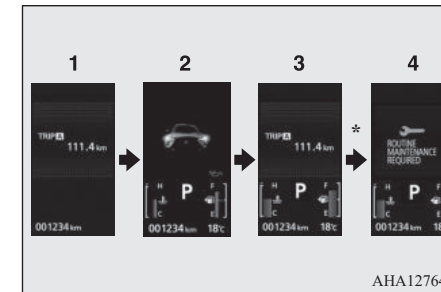 1
2
3
4
TRIP A
111.4 km
001234 km
H
P
F
C
E
001234 km
18℃
TRIP A
111.4 km
H
P
F
C
E
001234 km
18℃
*
ROUTINE
MAINTENANCE
REQUIRED
H
P
F
C
E
001234 km
AHA12764